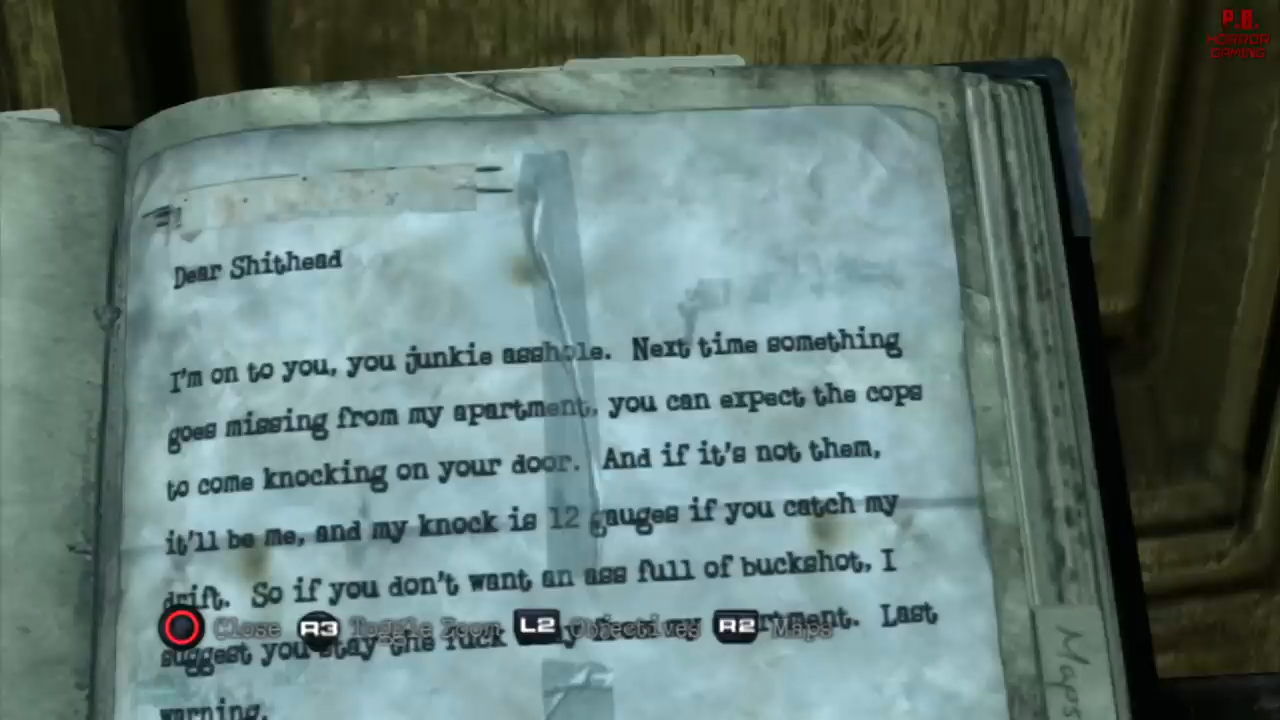 P.B.
HORROR
GAMING
Dear Shithead
I'm on to you, you junkie asshole. Next time something
goes missing from my apartment, you can expect the cops
to come knocking on your door. And if it's not them,
it'll be me, and my knock is 12 gauges if you catch my
drift. So if you don't want an ass full of buckshot, I
suggest you stay the fuck my rtment. Last
warning.
Close R3 Toggle Zoom L2 Objectives R2 Maps
Maps